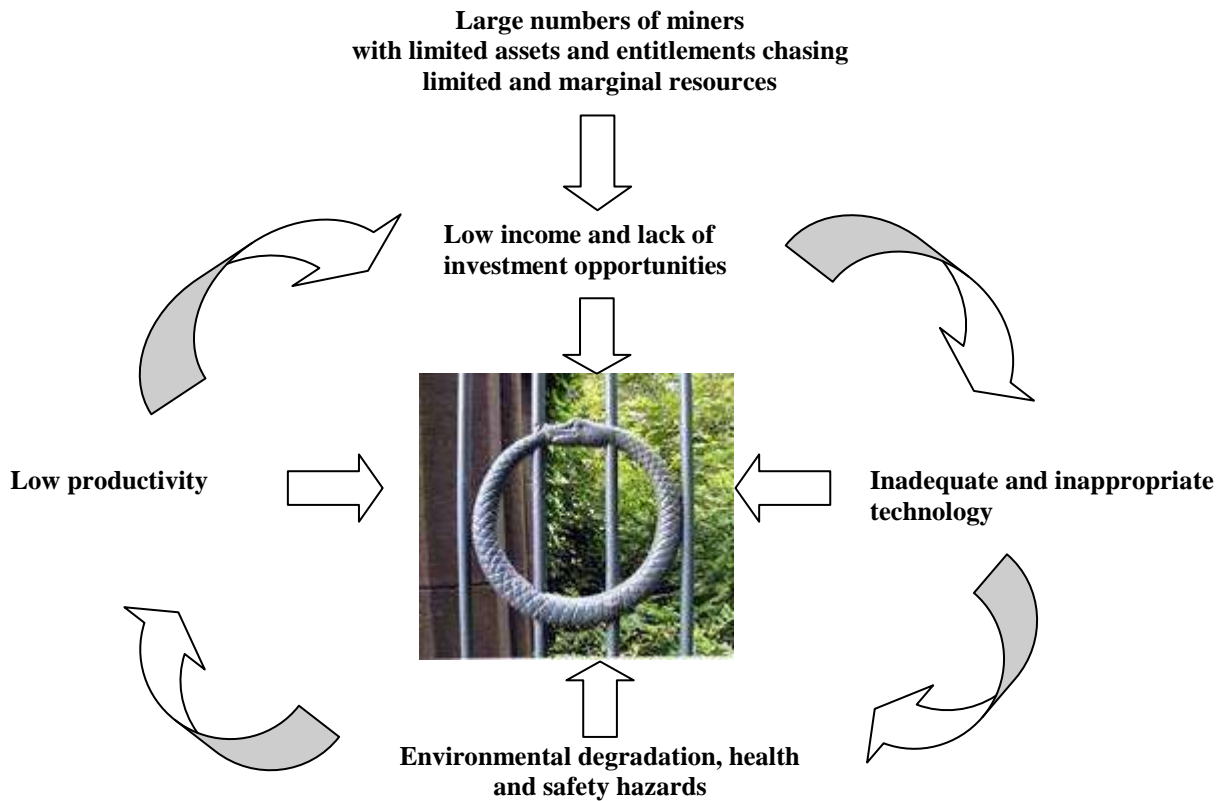 Large numbers of miners
with limited assets and entitlements chasing
limited and marginal resources
Low income and lack of
investment opportunities
Low productivity
Inadequate and inappropriate
technology
Environmental degradation, health
and safety hazards